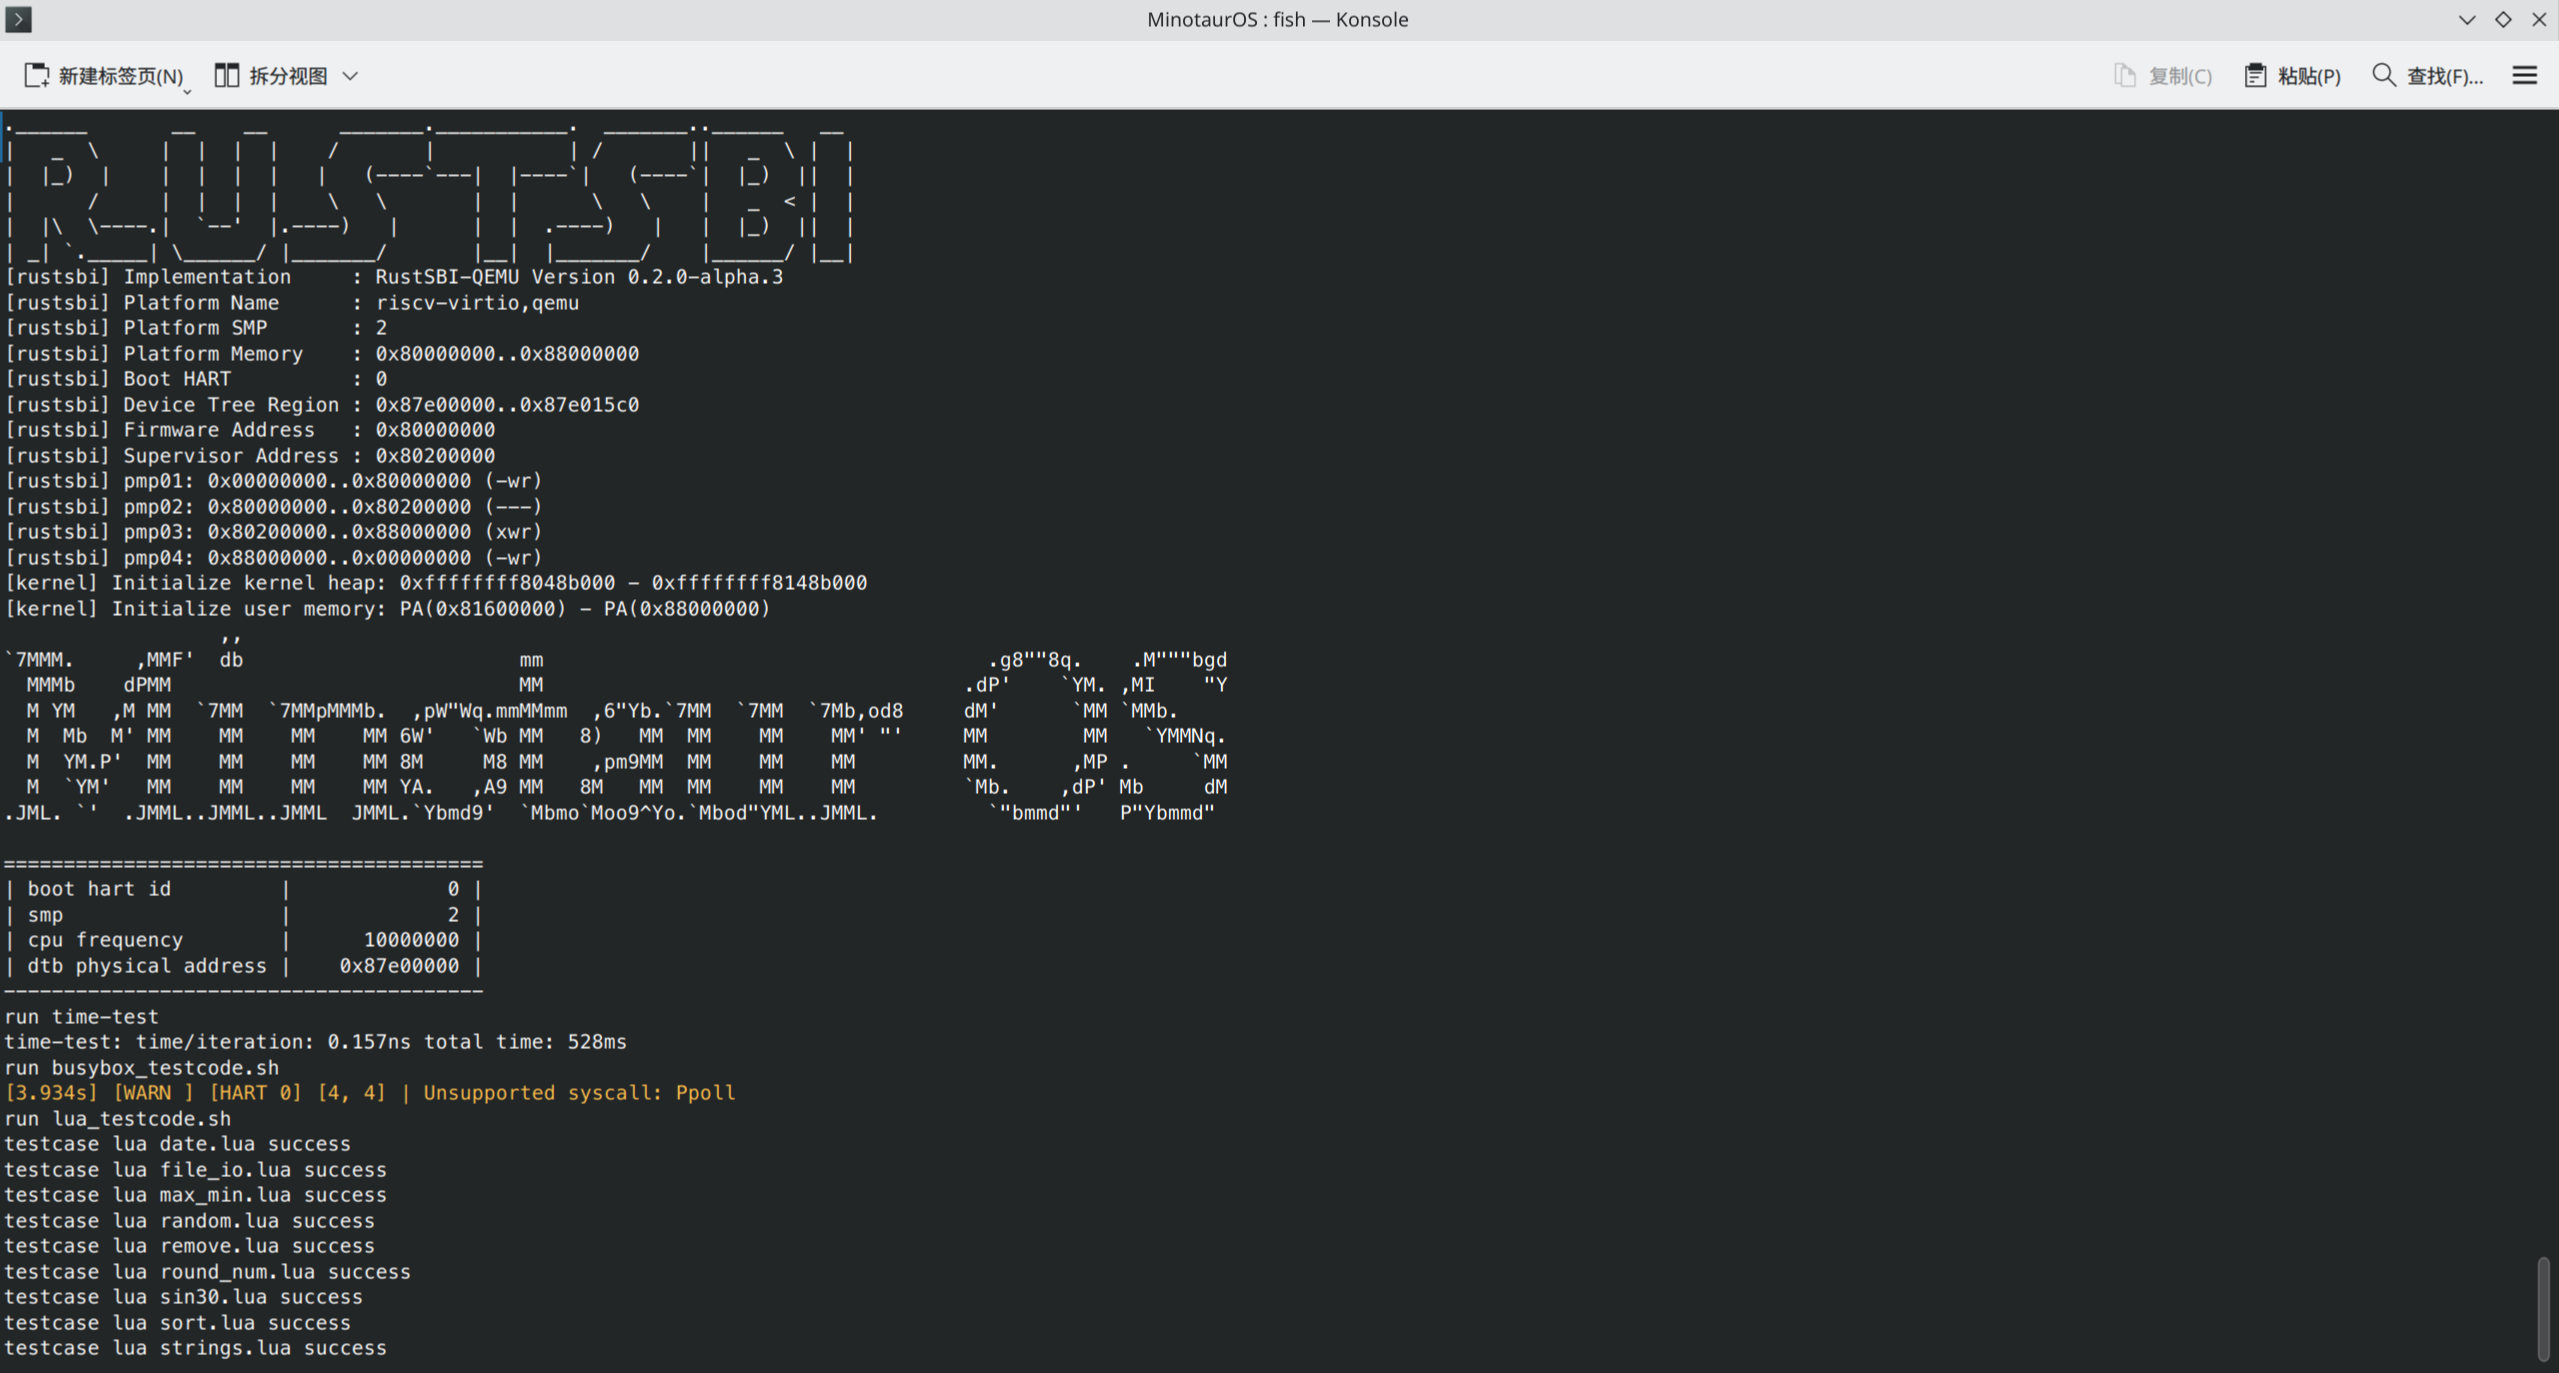 MinotaurOS : fish — Konsole
新建标签页(N) 拆分视图 复制(C) 粘贴(P) 查找(F)...
RUSTSBI
[rustsbi] Implementation     : RustSBI-QEMU Version 0.2.0-alpha.3
[rustsbi] Platform Name      : riscv-virtio,qemu
[rustsbi] Platform SMP       : 2
[rustsbi] Platform Memory    : 0x80000000..0x88000000
[rustsbi] Boot HART          : 0
[rustsbi] Device Tree Region : 0x87e00000..0x87e015c0
[rustsbi] Firmware Address   : 0x80000000
[rustsbi] Supervisor Address : 0x80200000
[rustsbi] pmp01: 0x00000000..0x80000000 (-wr)
[rustsbi] pmp02: 0x80000000..0x80200000 (---)
[rustsbi] pmp03: 0x80200000..0x88000000 (xwr)
[rustsbi] pmp04: 0x88000000..0x00000000 (-wr)
[kernel] Initialize kernel heap: 0xffffffff8048b000 - 0xffffffff8148b000
[kernel] Initialize user memory: PA(0x81600000) - PA(0x88000000)
Minotaur OS
========================================
| boot hart id         |             0 |
| smp                  |             2 |
| cpu frequency        |      10000000 |
| dtb physical address |    0x87e00000 |
----------------------------------------
run time-test
time-test: time/iteration: 0.157ns total time: 528ms
run busybox_testcode.sh
[3.934s] [WARN ] [HART 0] [4, 4] | Unsupported syscall: Ppoll
run lua_testcode.sh
testcase lua date.lua success
testcase lua file_io.lua success
testcase lua max_min.lua success
testcase lua random.lua success
testcase lua remove.lua success
testcase lua round_num.lua success
testcase lua sin30.lua success
testcase lua sort.lua success
testcase lua strings.lua success